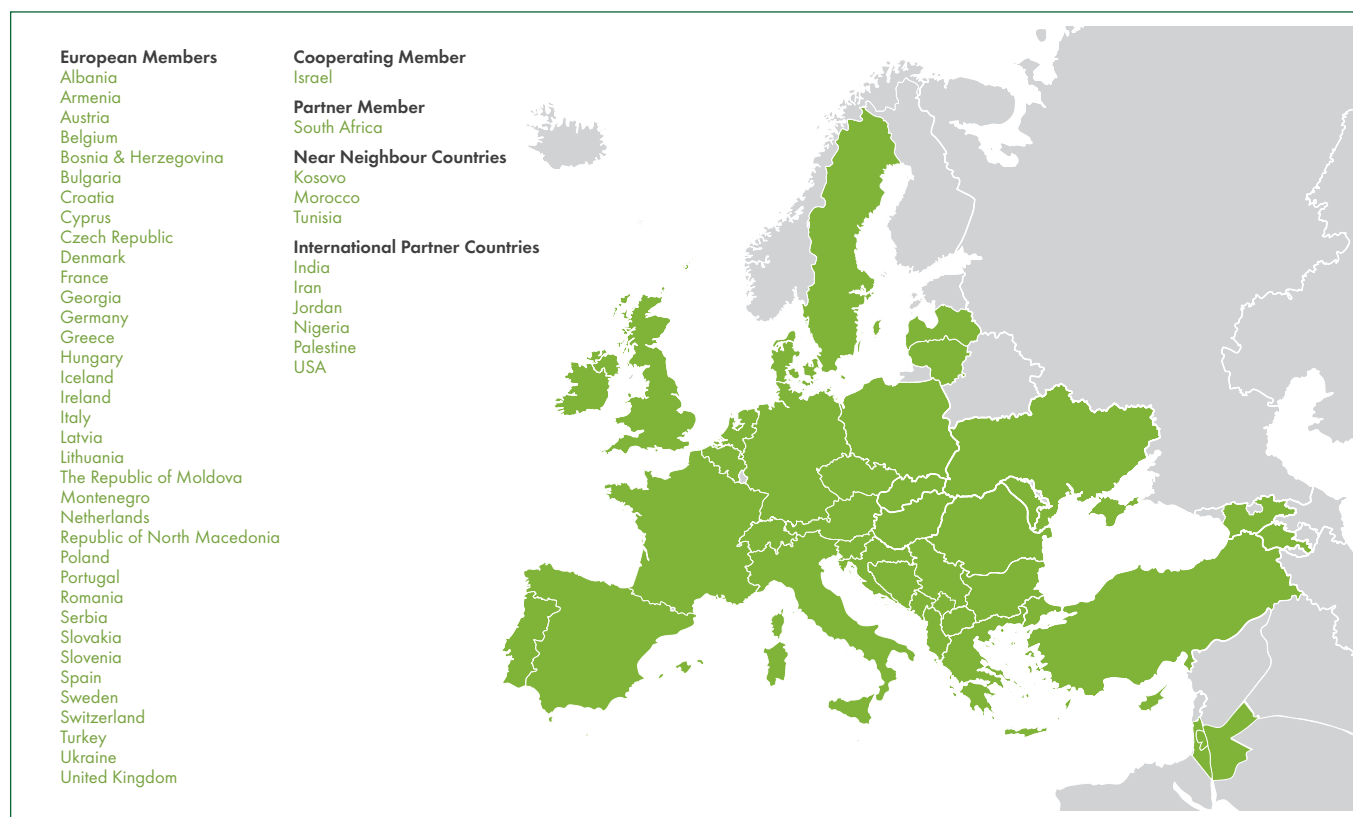 European Members
Albania
Armenia
Austria
Belgium
Bosnia & Herzegovina
Bulgaria
Croatia
Cyprus
Czech Republic
Denmark
France
Georgia
Germany
Greece
Hungary
Iceland
Ireland
Italy
Latvia
Lithuania
The Republic of Moldova
Montenegro
Netherlands
Republic of North Macedonia
Poland
Portugal
Romania
Serbia
Slovakia
Slovenia
Spain
Sweden
Switzerland
Turkey
Ukraine
United Kingdom
Cooperating Member
Israel
Partner Member
South Africa
Near Neighbour Countries
Kosovo
Morocco
Tunisia
International Partner Countries
India
Iran
Jordan
Nigeria
Palestine
USA